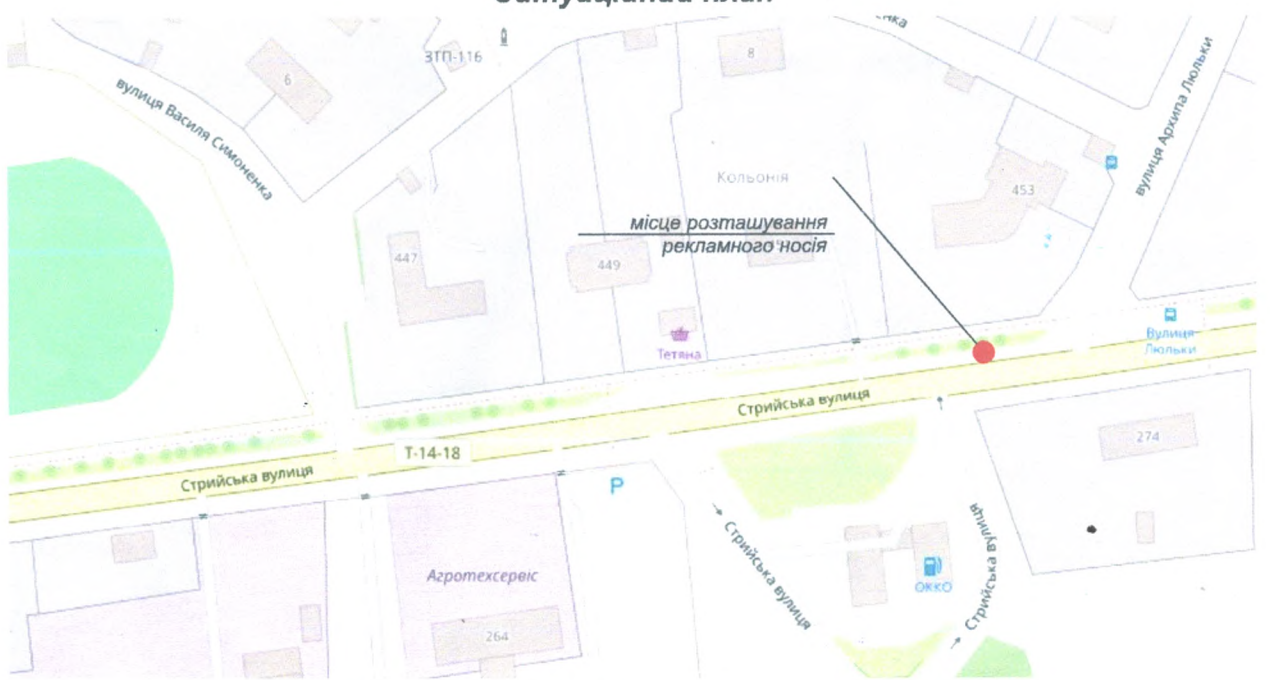 Ситуаційний план
ЗТП-116
8
6
вулиця Василя Симоненка
вулиця Архипа Люльки
Кольонія
453
місце розташування
рекламного носія
447
449
Тетяна
Вулиця
Люльки
Стрийська вулиця
274
Т-14-18
Стрийська вулиця
P
Стрийська вулиця
Стрийська вулиця
ОККО
Агротехсервіс
264